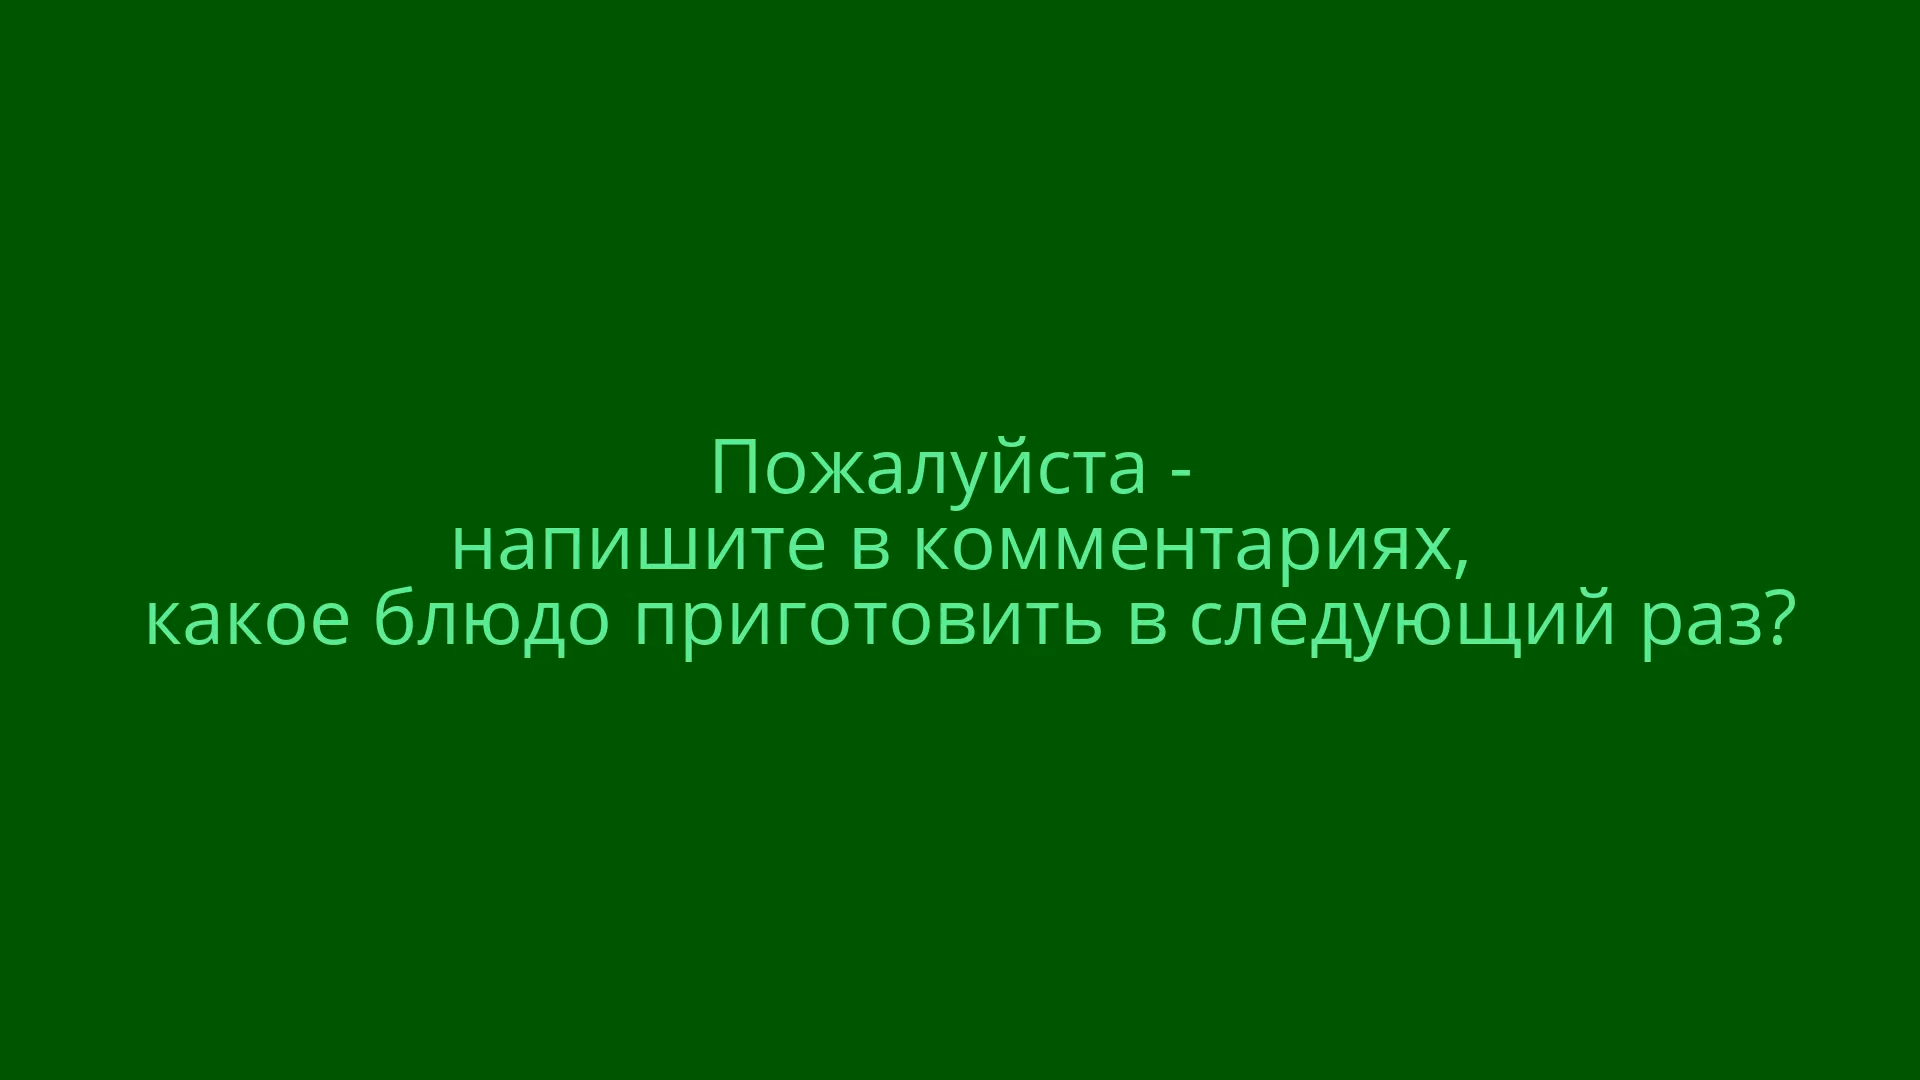 Пожалуйста -
напишите в комментариях,
какое блюдо приготовить в следующий раз?